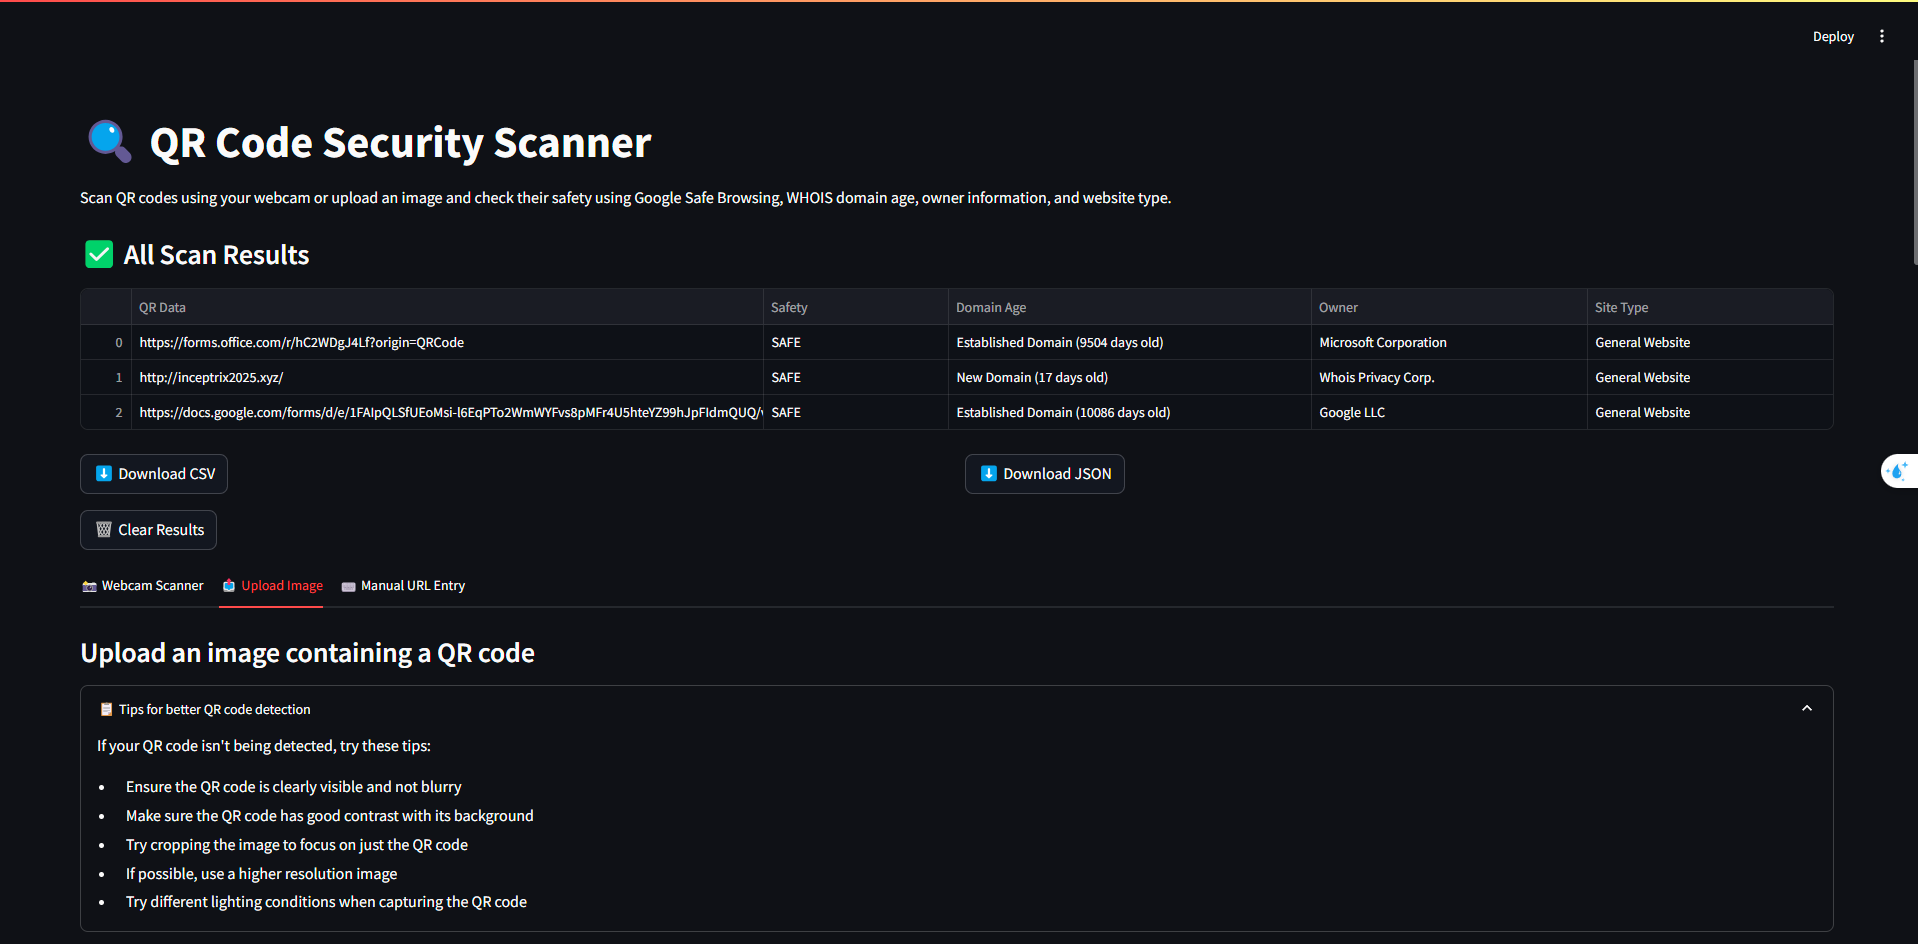 Deploy
QR Code Security Scanner
Scan QR codes using your webcam or upload an image and check their safety using Google Safe Browsing, WHOIS domain age, owner information, and website type.
All Scan Results
QR Data Safety Domain Age Owner Site Type
0 https://forms.office.com/r/hC2WDgJ4Lf?origin=QRCode SAFE Established Domain (9504 days old) Microsoft Corporation General Website
1 http://inceptrix2025.xyz/ SAFE New Domain (17 days old) Whois Privacy Corp. General Website
2 https://docs.google.com/forms/d/e/1FAIpQLSfUEoMsi-l6EqPTo2WmWYFvs8pMFr4U5hteYZ99hJpFIdmQUQ/v SAFE Established Domain (10086 days old) Google LLC General Website
Download CSV Download JSON
Clear Results
Webcam Scanner Upload Image Manual URL Entry
Upload an image containing a QR code
Tips for better QR code detection
If your QR code isn't being detected, try these tips:
• Ensure the QR code is clearly visible and not blurry
• Make sure the QR code has good contrast with its background
• Try cropping the image to focus on just the QR code
• If possible, use a higher resolution image
• Try different lighting conditions when capturing the QR code